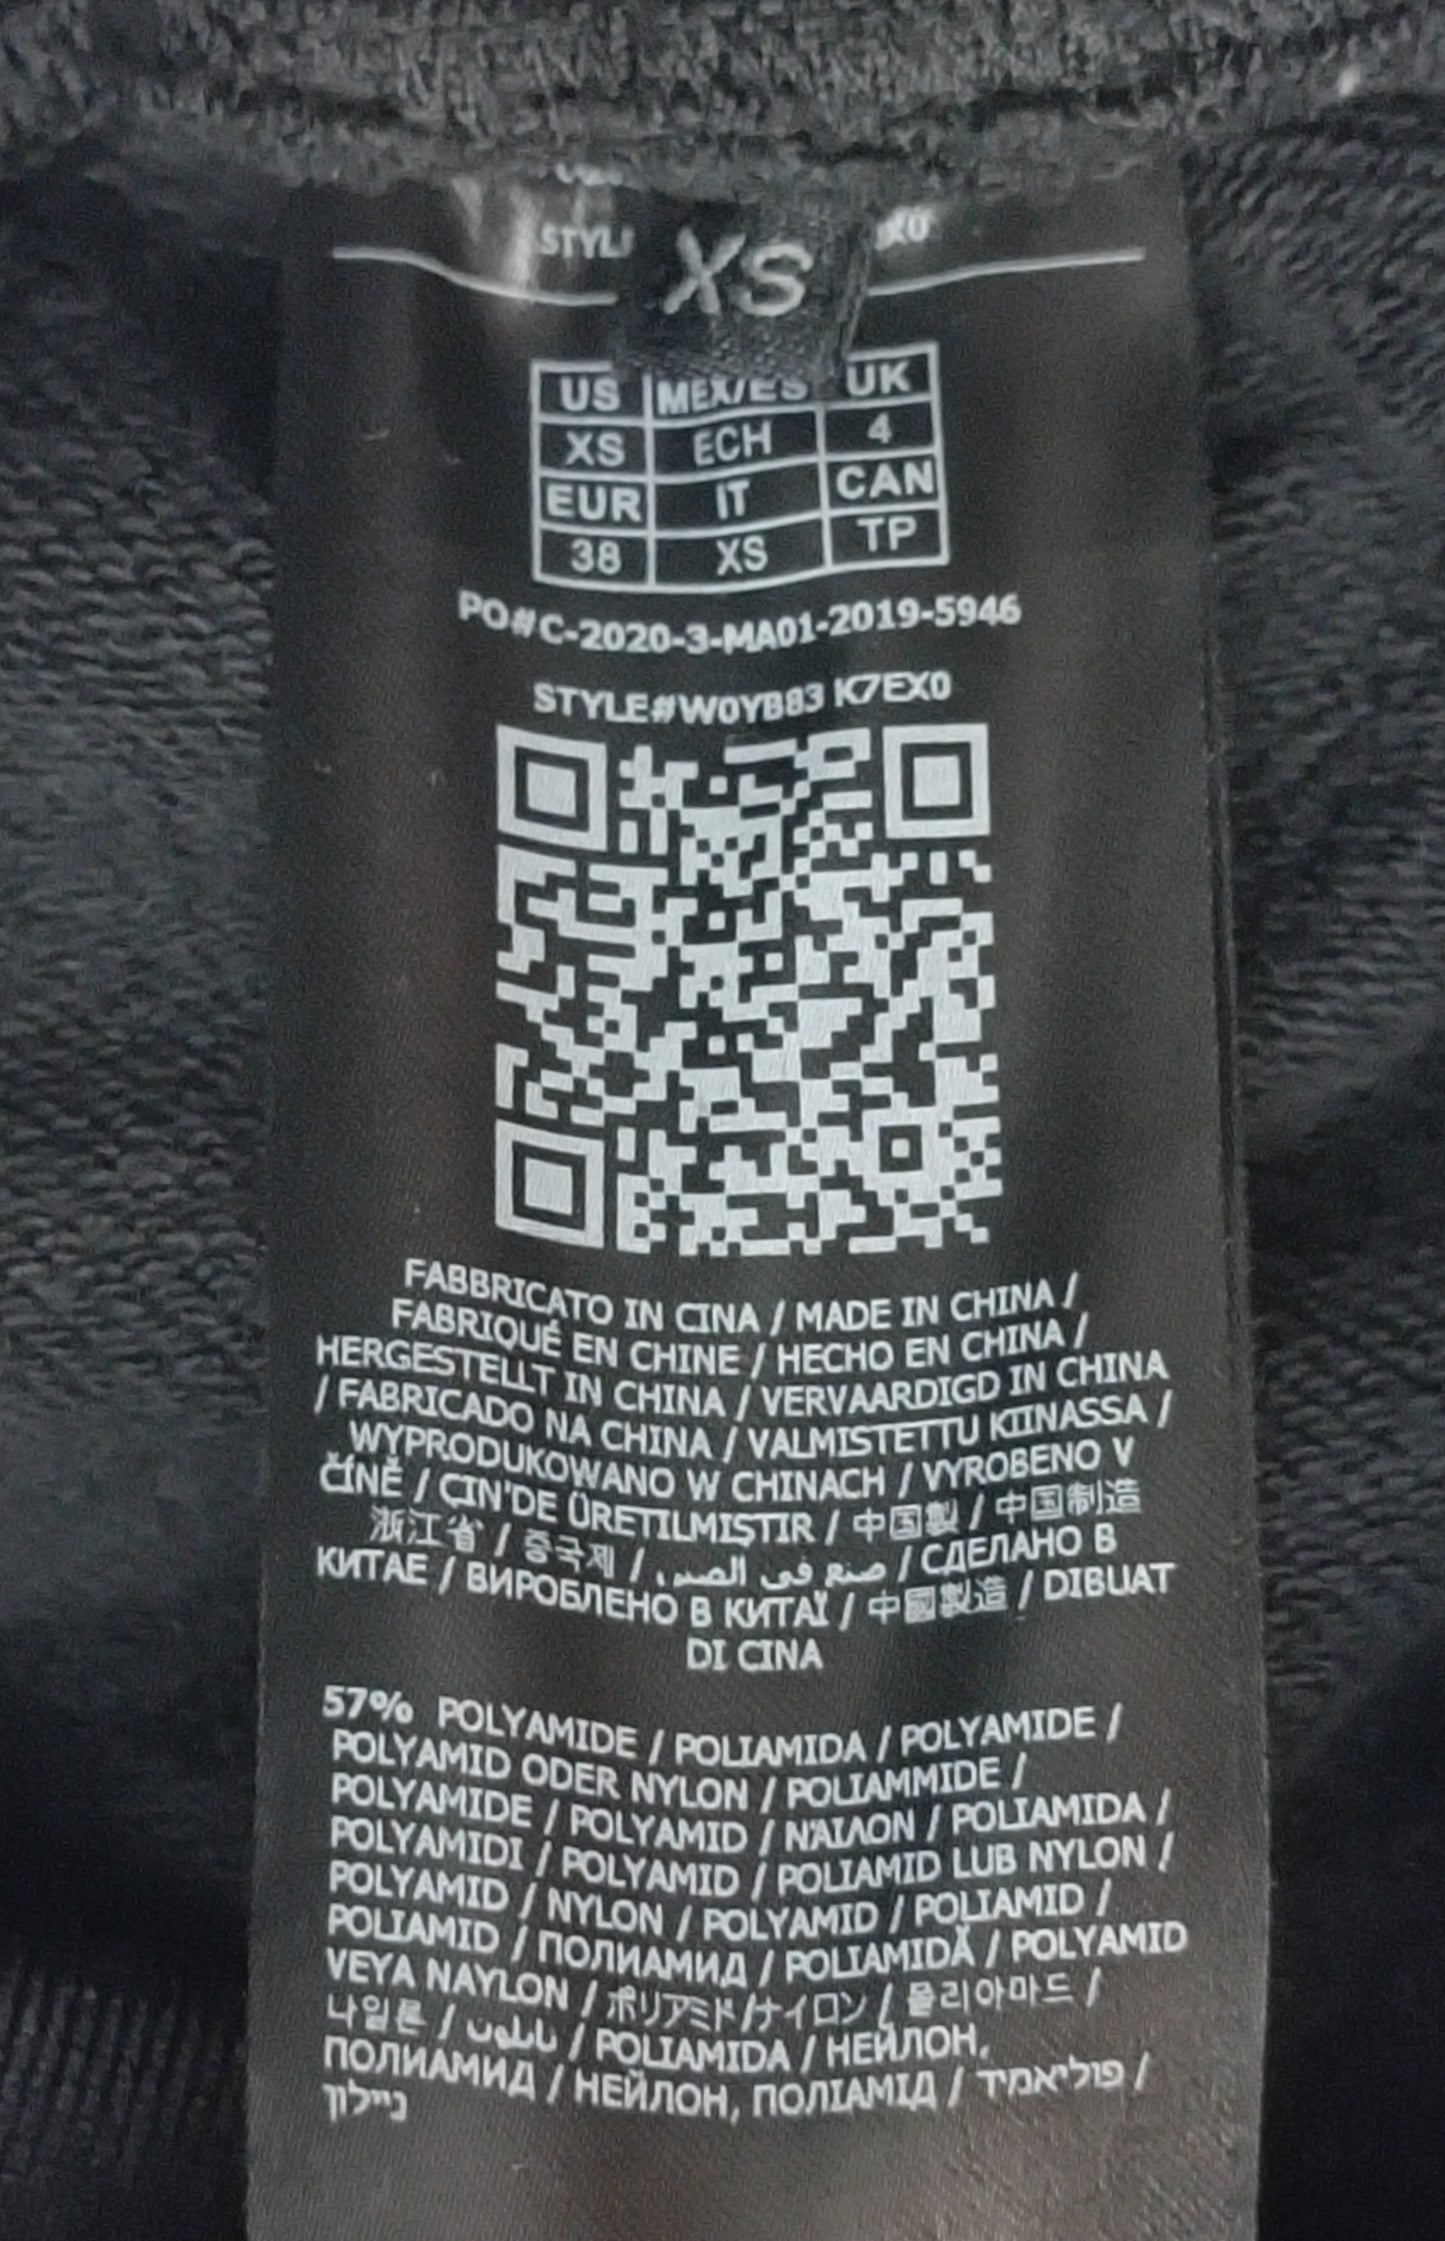 XS
US MEX/ES UK
XS ECH 4
EUR IT CAN
38 XS TP
PO#C-2020-3-MA01-2019-5946
STYLE#W0YB83 K7EX0
FABBRICATO IN CINA / MADE IN CHINA /
FABRIQUÉ EN CHINE / HECHO EN CHINA /
HERGESTELLT IN CHINA / VERVAARDIGD IN CHINA
/ FABRICADO NA CHINA / VALMISTETTU KIINASSA /
WYPRODUKOWANO W CHINACH / VYROBENO V
ČÍNĚ / ÇIN'DE ÜRETILMIŞTIR / 中国製 / 中国制造
浙江省 / 중국제 / صنع في / СДЕЛАНО В
КИТАЕ / ВИРОБЛЕНО В КИТАЇ / 中國製造 / DIBUAT
DI CINA
57% POLYAMIDE / POLIAMIDA / POLYAMIDE /
POLYAMID ODER NYLON / POLIAMMIDE /
POLYAMIDE / POLYAMID / ΝΆΙΛΟΝ / POLIAMIDA /
POLYAMIDI / POLYAMID / POLIAMID LUB NYLON /
POLYAMID / NYLON / POLYAMID / POLIAMID /
POLIAMID / ПОЛИАМИД / POLIAMIDĂ / POLYAMID
VEYA NAYLON / ポリアミド/ナイロン / 폴리아마드 /
나일론 / نايلون / POLIAMIDA / НЕЙЛОН,
ПОЛИАМИД / НЕЙЛОН, ПОЛІАМІД / פוליאמיד /
ניילון